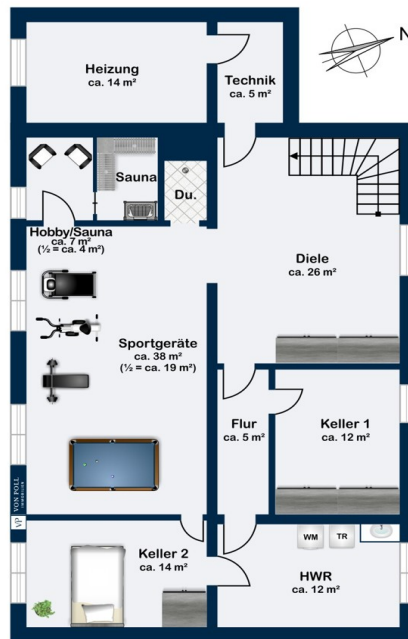 N
Heizung
ca. 14 m²
Technik
ca. 5 m²
Sauna
Du.
Hobby/Sauna
ca. 7 m²
(½ = ca. 4 m²)
Diele
ca. 26 m²
Sportgeräte
ca. 38 m²
(½ = ca. 19 m²)
Flur
ca. 5 m²
Keller 1
ca. 12 m²
VP VON POLL
IMMOBILIEN
Keller 2
ca. 14 m²
WM
TR
HWR
ca. 12 m²